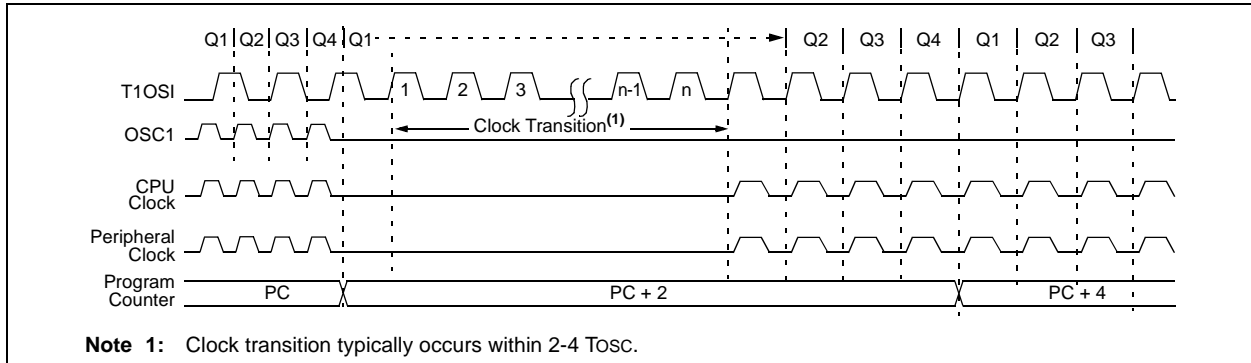 Q1 Q2 Q3 Q4 Q1 Q2 Q3 Q4 Q1 Q2 Q3
T1OSI 1 2 3 n-1 n
OSC1 Clock Transition(1)
CPU
Clock
Peripheral
Clock
Program
Counter PC PC + 2 PC + 4
Note 1: Clock transition typically occurs within 2-4 TOSC.